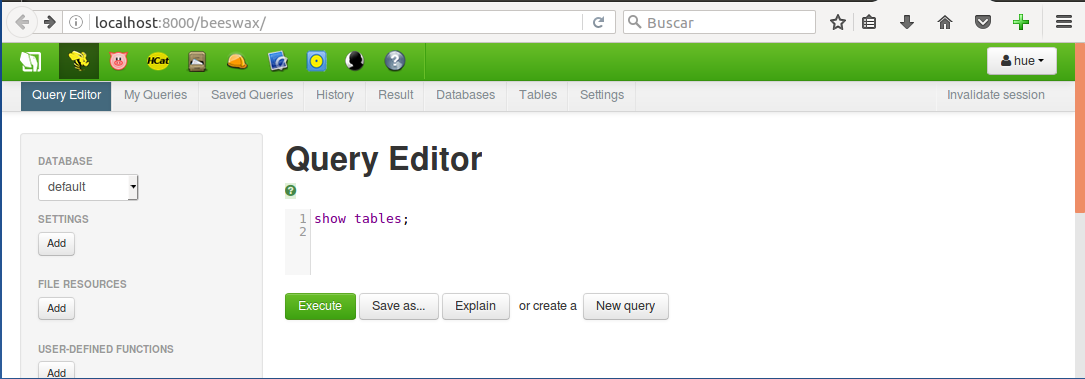 localhost:8000/beeswax/
Buscar
HCat
hue
Query Editor
My Queries
Saved Queries
History
Result
Databases
Tables
Settings
Invalidate session
DATABASE
default
SETTINGS
Add
FILE RESOURCES
Add
USER-DEFINED FUNCTIONS
Add
Query Editor
?
1 show tables;
2
Execute
Save as...
Explain
or create a
New query